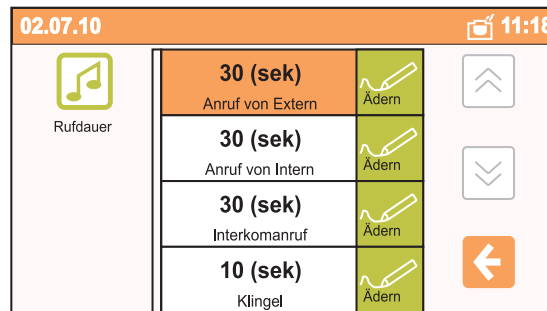 02.07.10
11:18
Rufdauer
30 (sek)
Anruf von Extern
Ädern
30 (sek)
Anruf von Intern
Ädern
30 (sek)
Interkomanruf
Ädern
10 (sek)
Klingel
Ädern